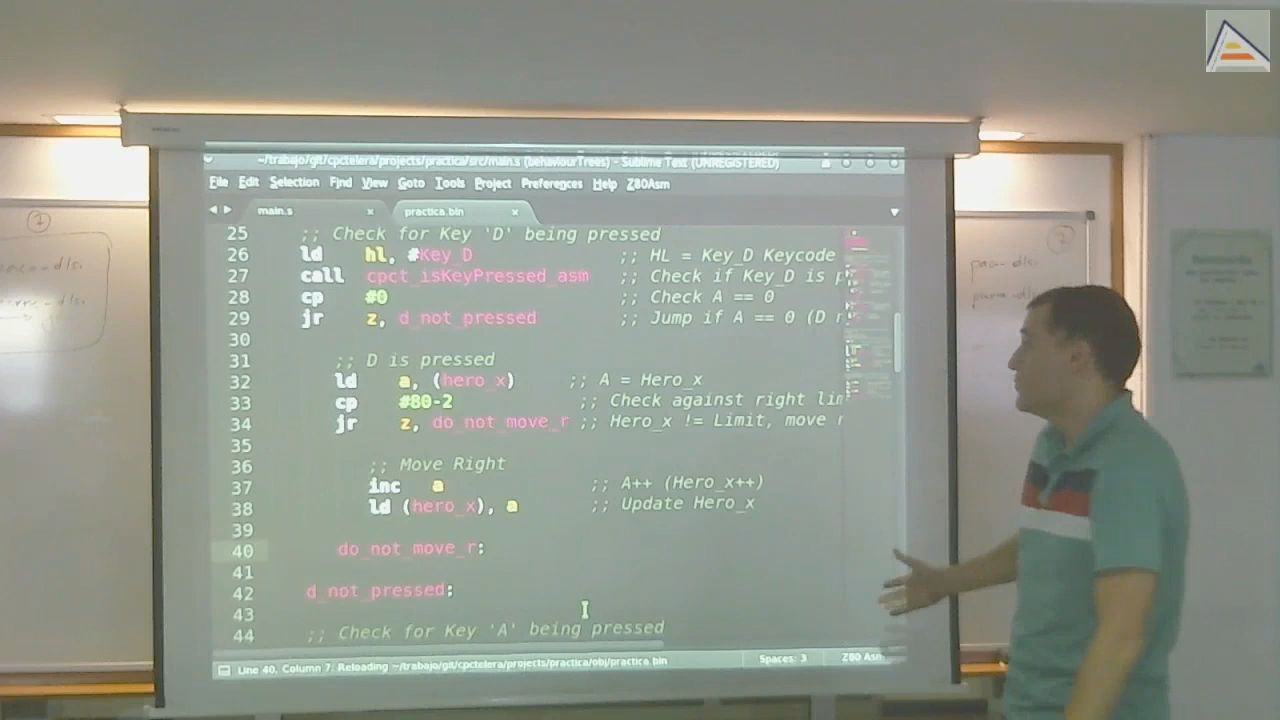 ~/trabajo/git/cpctelera/projects/practica/src/main.s (behaviourTrees) - Sublime Text (UNREGISTERED)
File Edit Selection Find View Goto Tools Project Preferences Help Z80Asm
main.s × practica.bin ×
25 ;; Check for Key 'D' being pressed
26 ld hl, #Key_D ;; HL = Key_D Keycode
27 call cpct_isKeyPressed_asm ;; Check if Key_D is p
28 cp #0 ;; Check A == 0
29 jr z, d_not_pressed ;; Jump if A == 0 (D n
30
31 ;; D is pressed
32 ld a, (hero_x) ;; A = Hero_x
33 cp #80-2 ;; Check against right lim
34 jr z, do_not_move_r ;; Hero_x != Limit, move r
35
36 ;; Move Right
37 inc a ;; A++ (Hero_x++)
38 ld (hero_x), a ;; Update Hero_x
39
40 do_not_move_r:
41
42 d_not_pressed:
43
44 ;; Check for Key 'A' being pressed
Line 40, Column 7; Reloading ~/trabajo/git/cpctelera/projects/practica/obj/practica.bin Spaces: 3 Z80 Asm